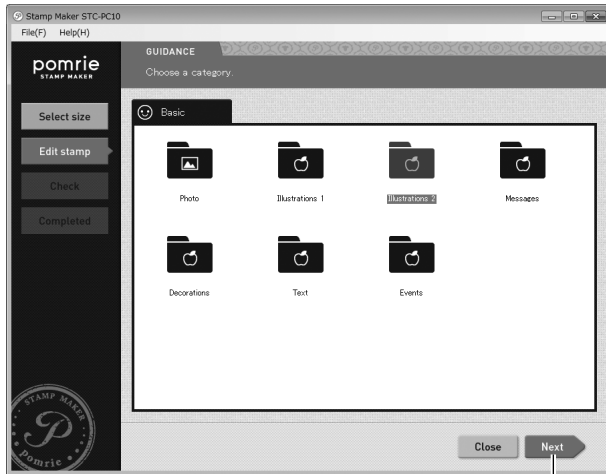 Stamp Maker STC-PC10
File(F) Help(H)
pomrie
STAMP MAKER
GUIDANCE
Choose a category.
Select size
Edit stamp
Check
Completed
Basic
Photo
Illustrations 1
Illustrations 2
Messages
Decorations
Text
Events
STAMP MAKER
P
Pomrie
Close
Next